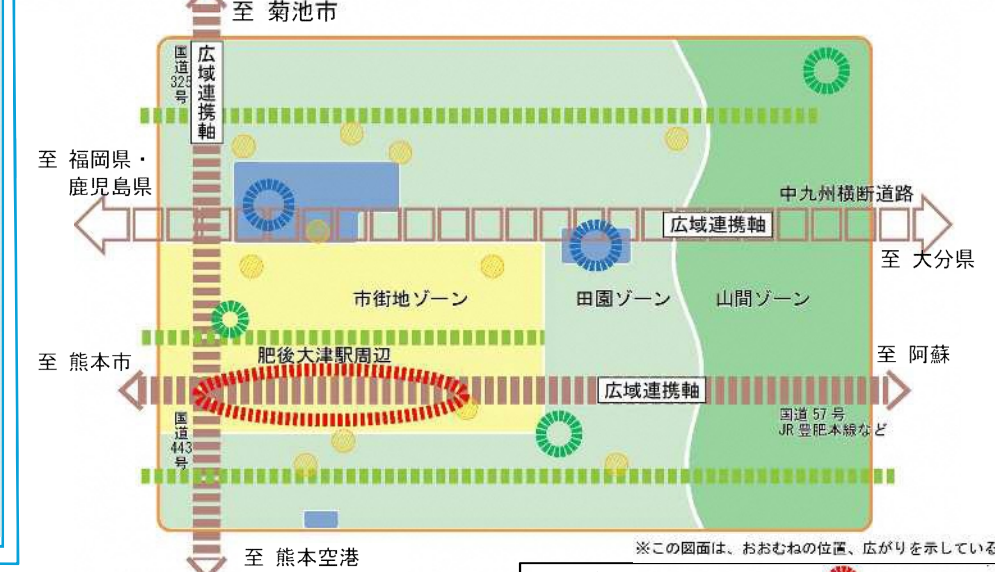 至 菊池市
国道325号
広域連携軸
至 福岡県・
鹿児島県
中九州横断道路
広域連携軸
至 大分県
市街地ゾーン
田園ゾーン
山間ゾーン
至 熊本市
肥後大津駅周辺
至 阿蘇
広域連携軸
国道443号
国道57号
JR豊肥本線など
至 熊本空港
※この図面は、おおむねの位置、広がりを示している